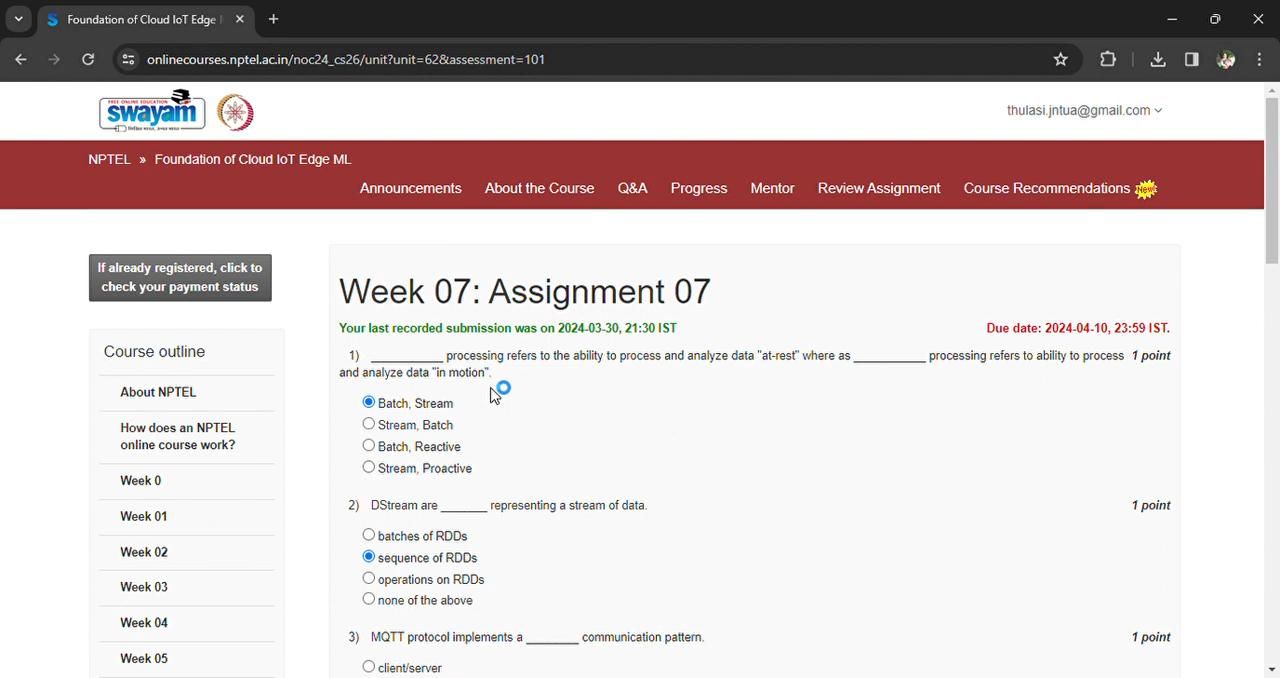 Foundation of Cloud IoT Edge
onlinecourses.nptel.ac.in/noc24_cs26/unit?unit=62&assessment=101
FREE ONLINE EDUCATION
swayam
thulasi.jntua@gmail.com
NPTEL » Foundation of Cloud IoT Edge ML
Announcements About the Course Q&A Progress Mentor Review Assignment Course Recommendations New
If already registered, click to
check your payment status
Course outline
About NPTEL
How does an NPTEL
online course work?
Week 0
Week 01
Week 02
Week 03
Week 04
Week 05
Week 07: Assignment 07
Your last recorded submission was on 2024-03-30, 21:30 IST Due date: 2024-04-10, 23:59 IST.
1) __________ processing refers to the ability to process and analyze data "at-rest" where as __________ processing refers to ability to process 1 point
and analyze data "in motion".
Batch, Stream
Stream, Batch
Batch, Reactive
Stream, Proactive
2) DStream are ______ representing a stream of data. 1 point
batches of RDDs
sequence of RDDs
operations on RDDs
none of the above
3) MQTT protocol implements a _______ communication pattern. 1 point
client/server